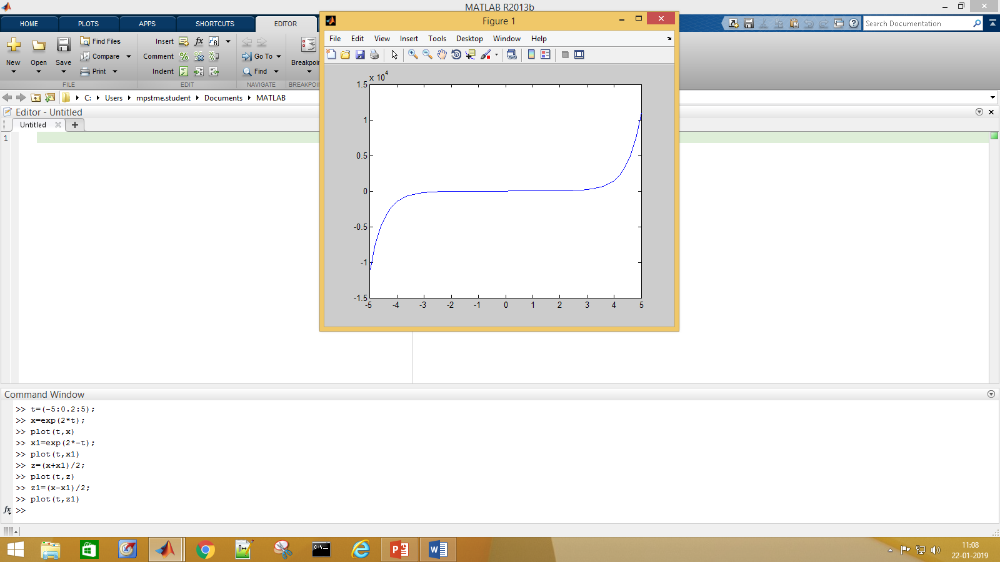 MATLAB R2013b
HOME PLOTS APPS SHORTCUTS EDITOR
Search Documentation
New Open Save
Find Files
Compare
Print
FILE
Insert
Comment
Indent
EDIT
Go To
Find
NAVIGATE
Breakpoin
BREAKPOI
C: Users mpstme.student Documents MATLAB
Editor - Untitled
Untitled
1
Figure 1
File Edit View Insert Tools Desktop Window Help
x 10^4
1.5
1
0.5
0
-0.5
-1
-1.5
-5 -4 -3 -2 -1 0 1 2 3 4 5
Command Window
>> t=(-5:0.2:5);
>> x=exp(2*t);
>> plot(t,x)
>> x1=exp(2*-t);
>> plot(t,x1)
>> z=(x+x1)/2;
>> plot(t,z)
>> z1=(x-x1)/2;
>> plot(t,z1)
fx >>
11:08
22-01-2019